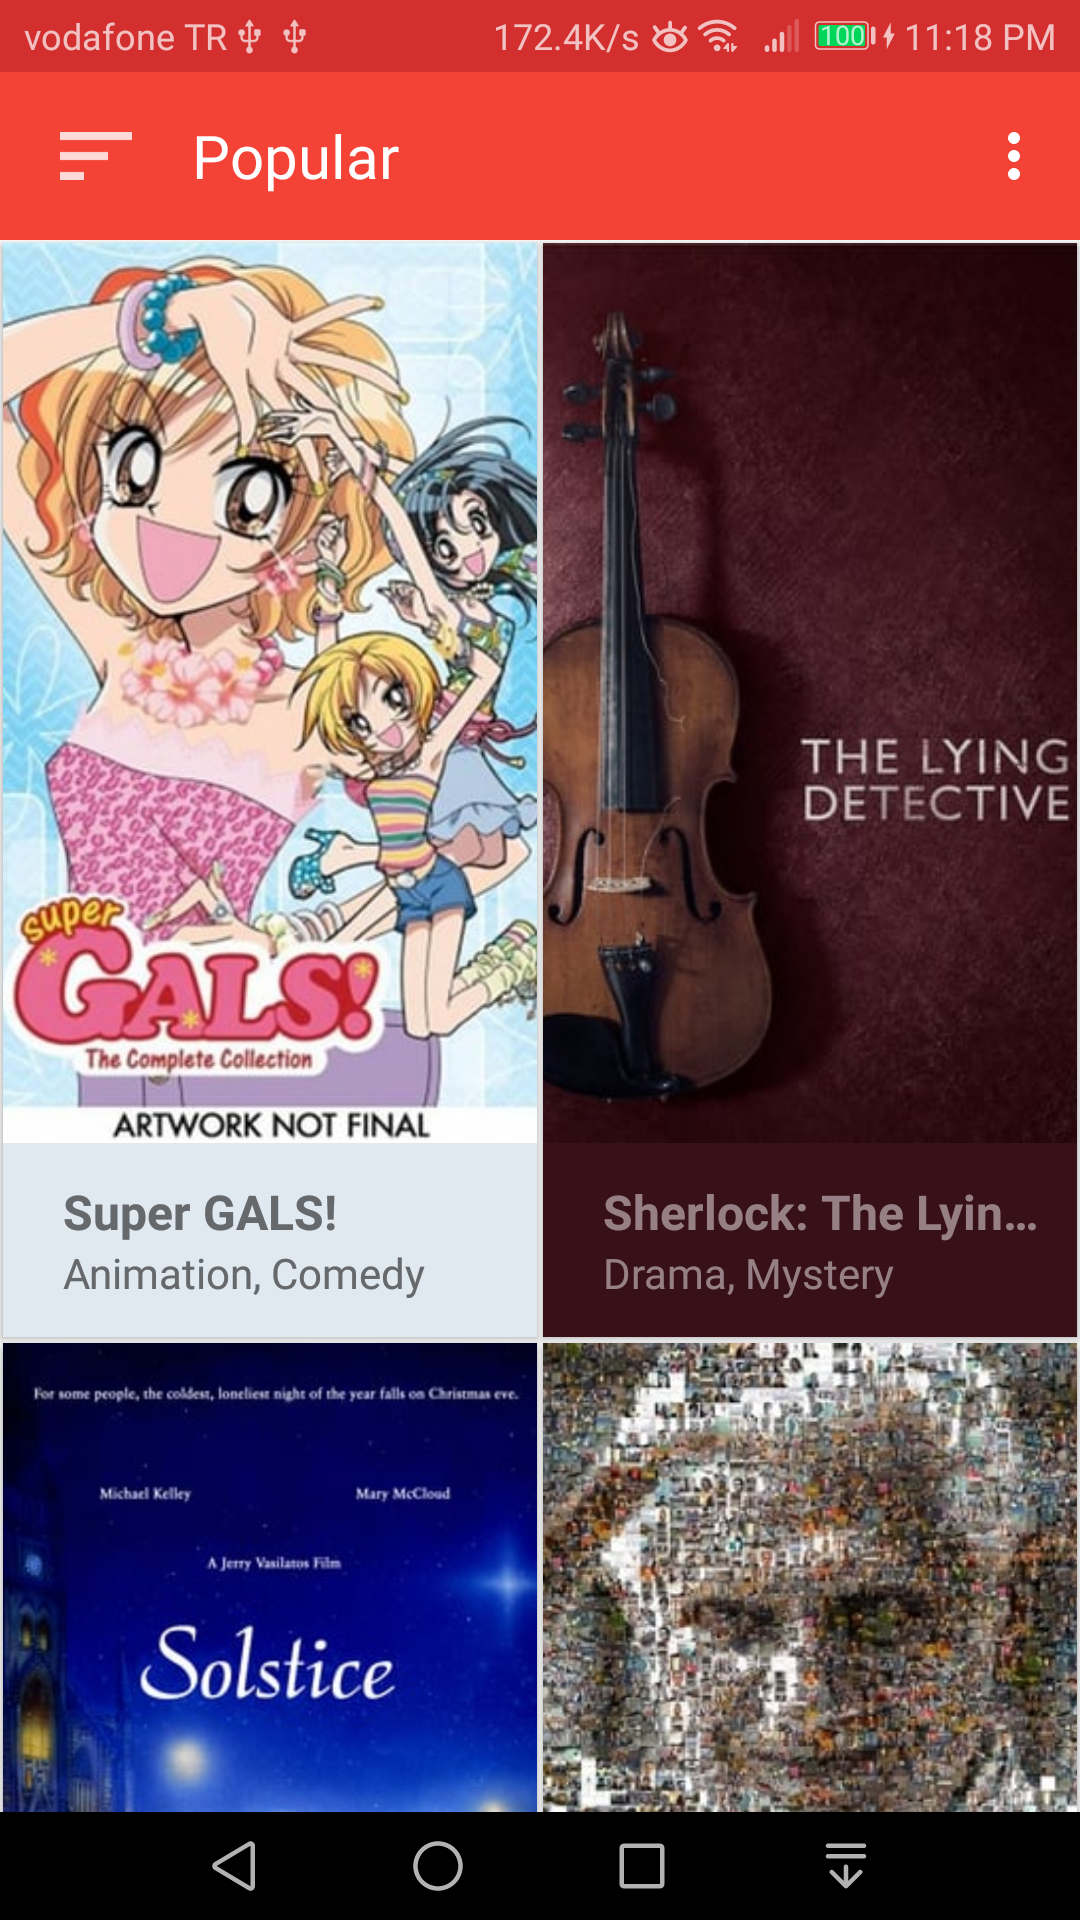 vodafone TR 172.4K/s 100 11:18 PM
Popular
super
GALS!
The Complete Collection
ARTWORK NOT FINAL
THE LYING
DETECTIVE
Super GALS!
Animation, Comedy
Sherlock: The Lyin...
Drama, Mystery
For some people, the coldest, loneliest night of the year falls on Christmas eve.
Michael Kelley Mary McCloud
A Jerry Vasilatos Film
Solstice